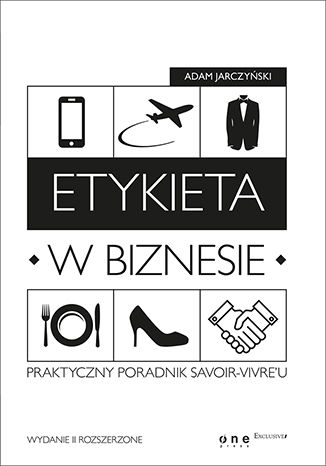 ADAM JARCZYŃSKI
ETYKIETA
W BIZNESIE
PRAKTYCZNY PORADNIK SAVOIR-VIVRE'U
WYDANIE II ROZSZERZONE
one
press
EXCLUSIVE